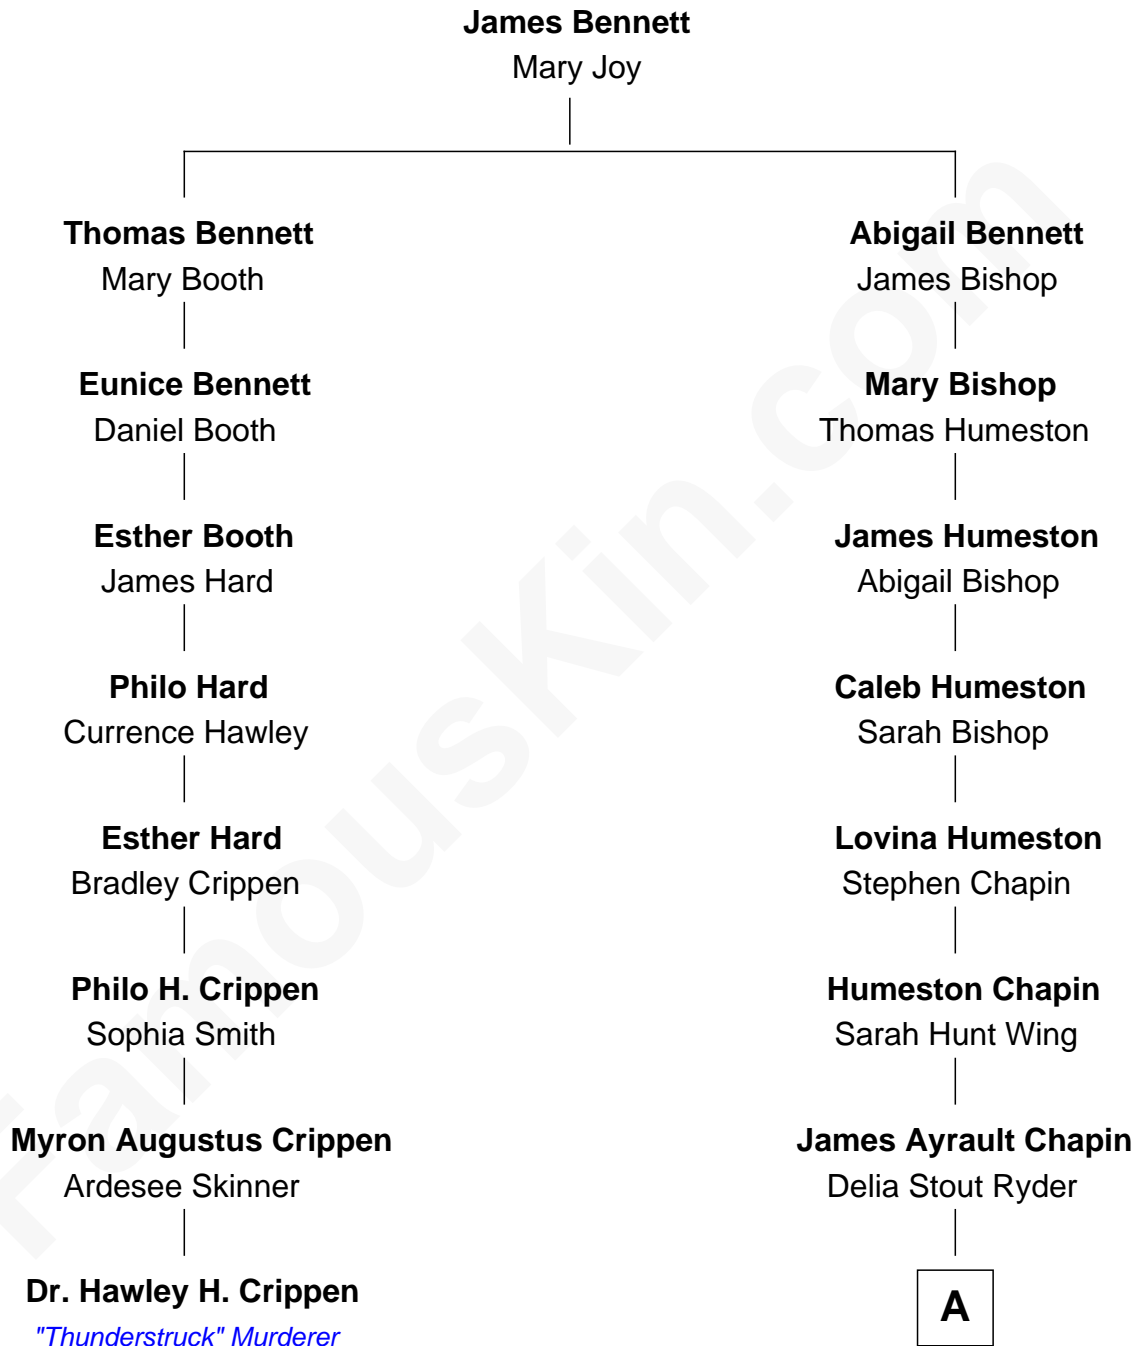 James Bennett
Mary Joy
Thomas Bennett
Mary Booth
Abigail Bennett
James Bishop
Eunice Bennett
Daniel Booth
Mary Bishop
Thomas Humeston
Esther Booth
James Hard
James Humeston
Abigail Bishop
Philo Hard
Currence Hawley
Caleb Humeston
Sarah Bishop
Esther Hard
Bradley Crippen
Lovina Humeston
Stephen Chapin
Philo H. Crippen
Sophia Smith
Humeston Chapin
Sarah Hunt Wing
Myron Augustus Crippen
Ardesee Skinner
James Ayrault Chapin
Delia Stout Ryder
Dr. Hawley H. Crippen
"Thunderstruck" Murderer
A
FamousKin.com